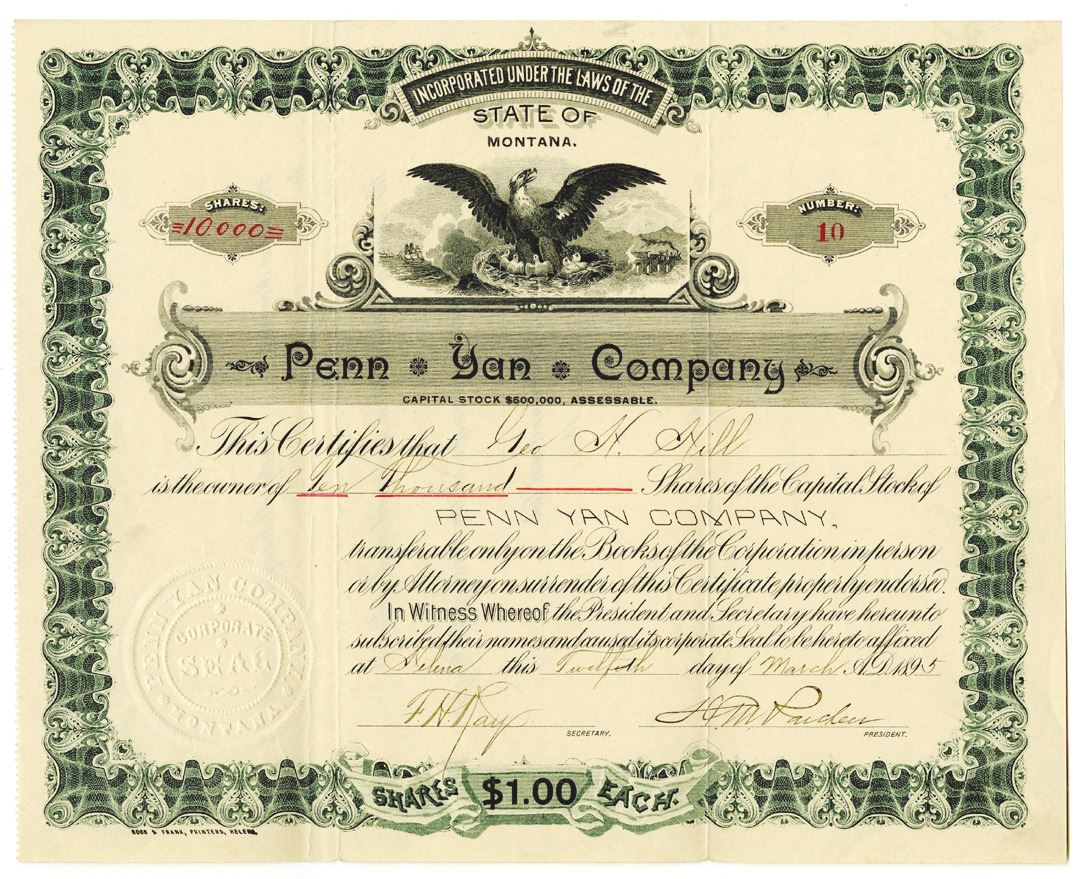 INCORPORATED UNDER THE LAWS OF THE
STATE OF
MONTANA.
SHARES:
=10000=
NUMBER:
10
Penn Yan Company
CAPITAL STOCK $500,000, ASSESSABLE.
This Certifies that Geo H. Hill
is the owner of Ten Thousand Shares of the Capital Stock of
PENN YAN COMPANY,
transferable only on the Books of the Corporation in person
or by Attorney on surrender of this Certificate properly endorsed.
In Witness Whereof the President and Secretary have hereunto
subscribed their names and caused its corporate Seal to be hereto affixed
at Helena this Twelfth day of March A.D. 1895
F. H. Ray
SECRETARY.
PRESIDENT.
PENN YAN COMPANY
CORPORATE
SEAL
MONTANA
SHARES $1.00 EACH.
ROSS & FRANK, PRINTERS, HELENA.